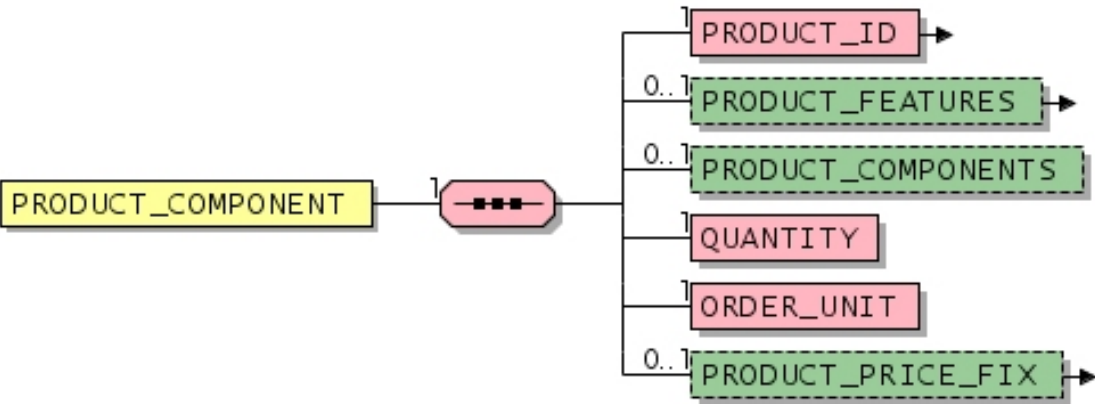 1
PRODUCT_ID
0..1
PRODUCT_FEATURES
0..1
PRODUCT_COMPONENTS
PRODUCT_COMPONENT
1
1
QUANTITY
1
ORDER_UNIT
0..1
PRODUCT_PRICE_FIX